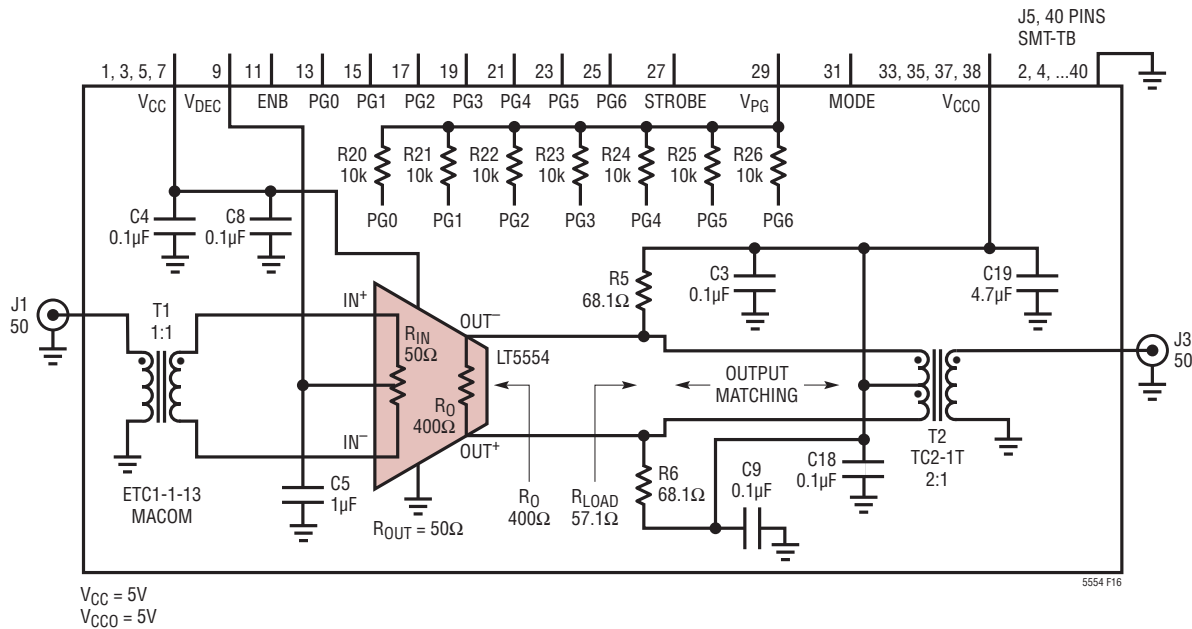 J5, 40 PINS
SMT-TB
1, 3, 5, 7
9
11
13
15
17
19
21
23
25
27
29
31
33, 35, 37, 38
2, 4, ...40
VCC
VDEC
ENB
PG0
PG1
PG2
PG3
PG4
PG5
PG6
STROBE
VPG
MODE
VCCO
R20
10k
R21
10k
R22
10k
R23
10k
R24
10k
R25
10k
R26
10k
PG0
PG1
PG2
PG3
PG4
PG5
PG6
C4
0.1µF
C8
0.1µF
R5
68.1Ω
C3
0.1µF
C19
4.7µF
J1
50
T1
1:1
IN+
RIN
50Ω
OUT–
LT5554
RO
400Ω
IN–
OUT+
OUTPUT
MATCHING
J3
50
ETC1-1-13
MACOM
C5
1µF
ROUT = 50Ω
RO
400Ω
RLOAD
57.1Ω
R6
68.1Ω
C9
0.1µF
C18
0.1µF
T2
TC2-1T
2:1
5554 F16
VCC = 5V
VCCO = 5V